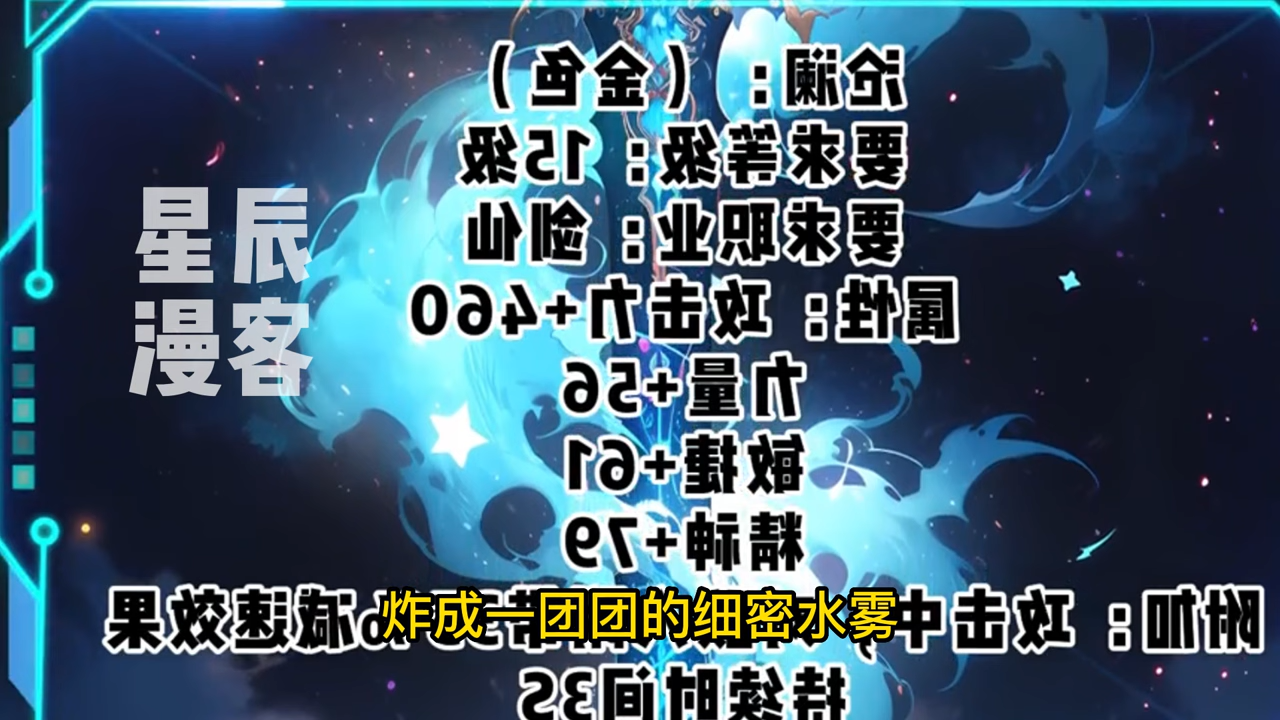 沧澜：（金色）
要求等级：15级
要求职业：剑仙
属性：攻击力+460
力量+56
敏捷+61
精神+79
附加：攻击中 减速效果
持续时间3S
星辰
漫客
炸成一团团的细密水雾